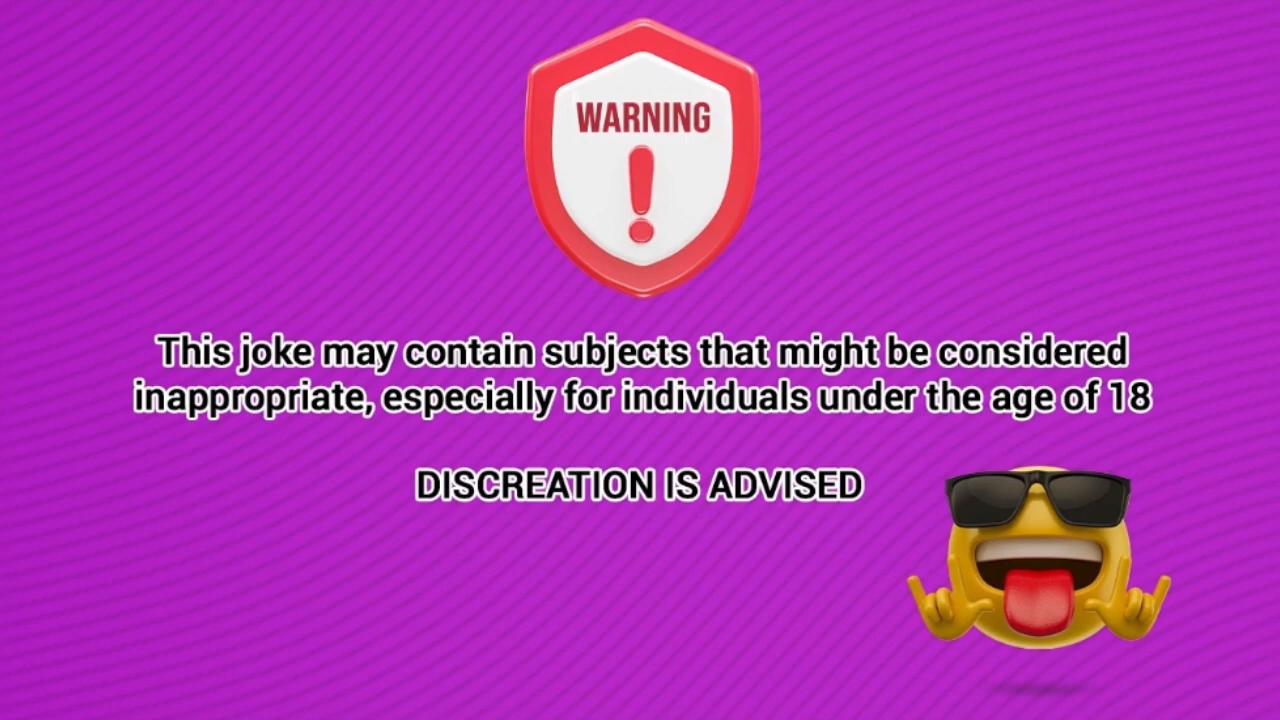 WARNING
!
This joke may contain subjects that might be considered
inappropriate, especially for individuals under the age of 18
DISCREATION IS ADVISED